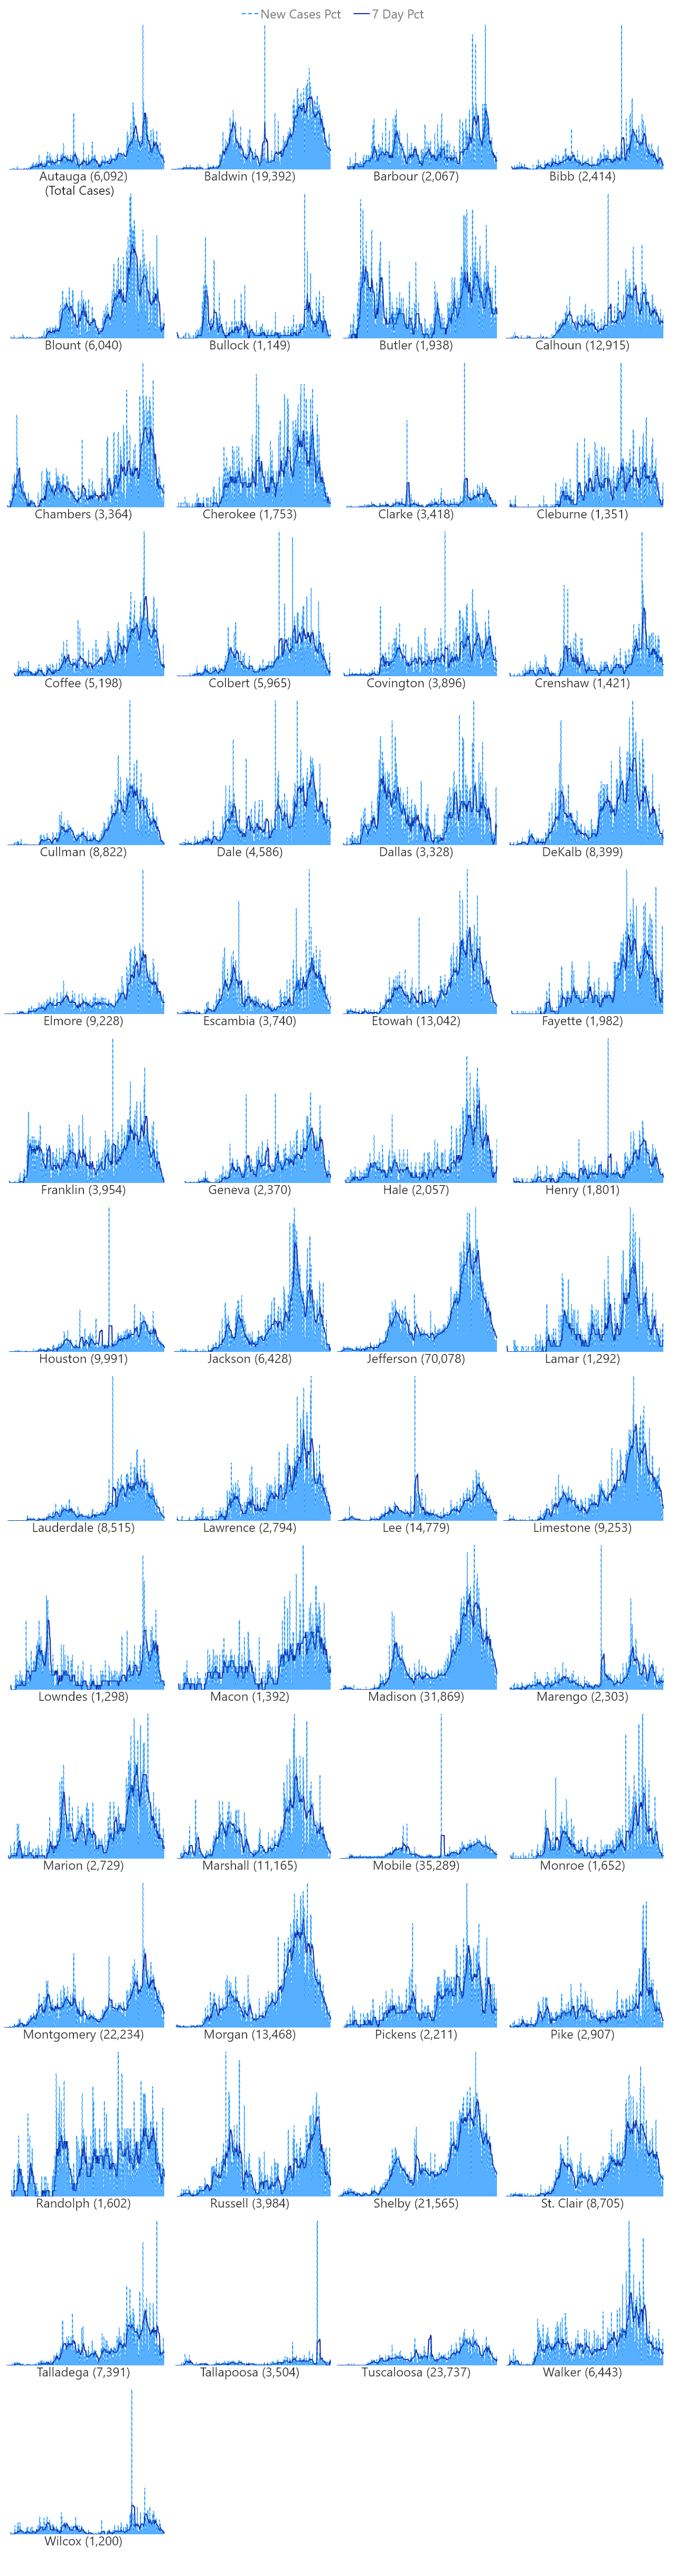 New Cases Pct 7 Day Pct
Autauga (6,092) Baldwin (19,392) Barbour (2,067) Bibb (2,414)
(Total Cases)
Blount (6,040) Bullock (1,149) Butler (1,938) Calhoun (12,915)
Chambers (3,364) Cherokee (1,753) Clarke (3,418) Cleburne (1,351)
Coffee (5,198) Colbert (5,965) Covington (3,896) Crenshaw (1,421)
Cullman (8,822) Dale (4,586) Dallas (3,328) DeKalb (8,399)
Elmore (9,228) Escambia (3,740) Etowah (13,042) Fayette (1,982)
Franklin (3,954) Geneva (2,370) Hale (2,057) Henry (1,801)
Houston (9,991) Jackson (6,428) Jefferson (70,078) Lamar (1,292)
Lauderdale (8,515) Lawrence (2,794) Lee (14,779) Limestone (9,253)
Lowndes (1,298) Macon (1,392) Madison (31,869) Marengo (2,303)
Marion (2,729) Marshall (11,165) Mobile (35,289) Monroe (1,652)
Montgomery (22,234) Morgan (13,468) Pickens (2,211) Pike (2,907)
Randolph (1,602) Russell (3,984) Shelby (21,565) St. Clair (8,705)
Talladega (7,391) Tallapoosa (3,504) Tuscaloosa (23,737) Walker (6,443)
Wilcox (1,200)